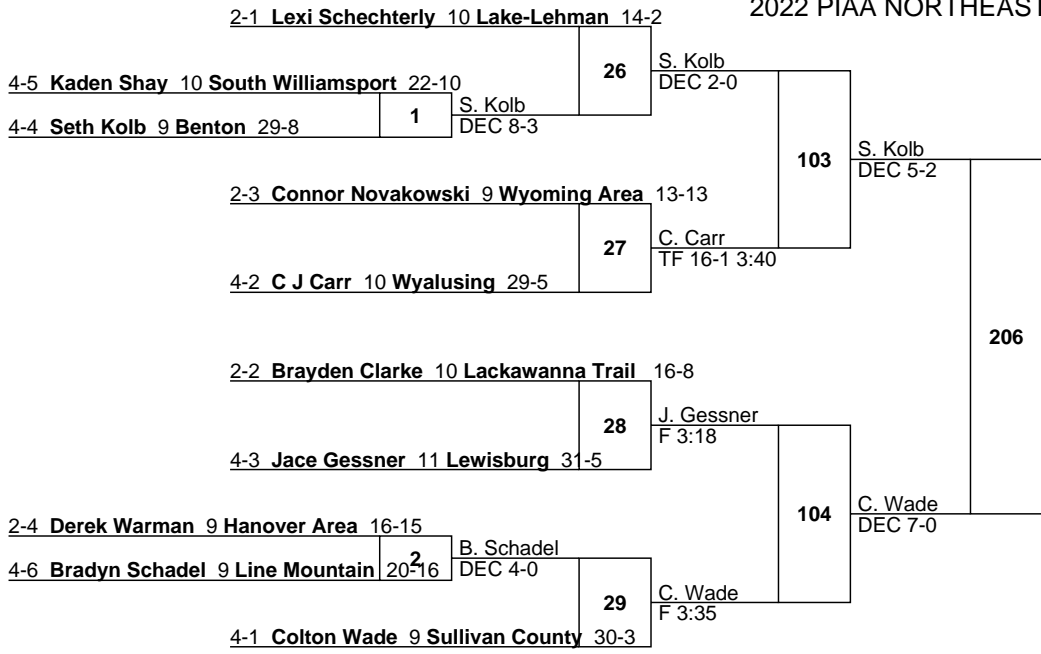 2022 PIAA NORTHEAST
2-1 Lexi Schechterly 10 Lake-Lehman 14-2
26
S. Kolb
DEC 2-0
4-5 Kaden Shay 10 South Williamsport 22-10
1
S. Kolb
DEC 8-3
4-4 Seth Kolb 9 Benton 29-8
103
S. Kolb
DEC 5-2
2-3 Connor Novakowski 9 Wyoming Area 13-13
27
C. Carr
TF 16-1 3:40
4-2 C J Carr 10 Wyalusing 29-5
206
2-2 Brayden Clarke 10 Lackawanna Trail 16-8
28
J. Gessner
F 3:18
4-3 Jace Gessner 11 Lewisburg 31-5
104
C. Wade
DEC 7-0
2-4 Derek Warman 9 Hanover Area 16-15
2
B. Schadel
DEC 4-0
4-6 Bradyn Schadel 9 Line Mountain 20-16
29
C. Wade
F 3:35
4-1 Colton Wade 9 Sullivan County 30-3